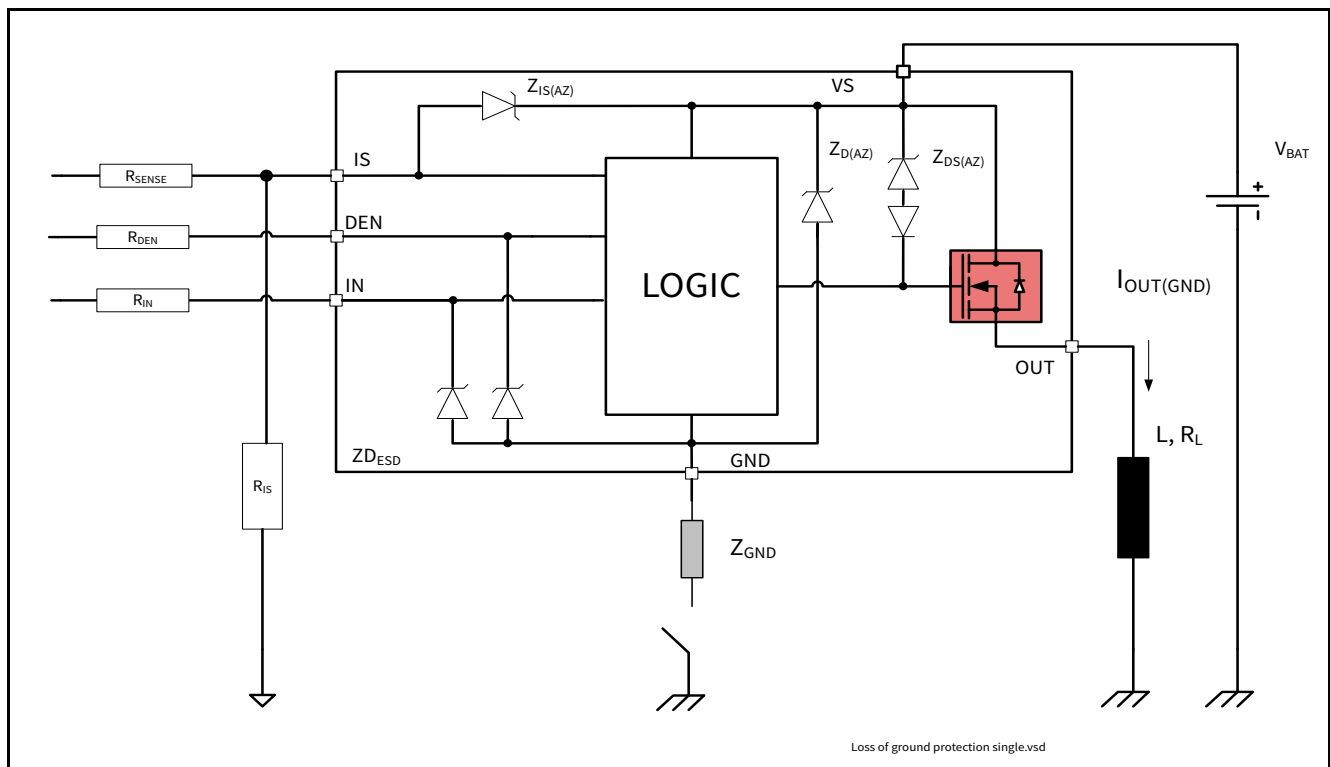 Z_IS(AZ)
VS
IS
R_SENSE
Z_D(AZ)
Z_DS(AZ)
V_BAT
+
-
DEN
R_DEN
IN
R_IN
LOGIC
I_OUT(GND)
OUT
L, R_L
ZD_ESD
GND
R_IS
Z_GND
Loss of ground protection single.vsd